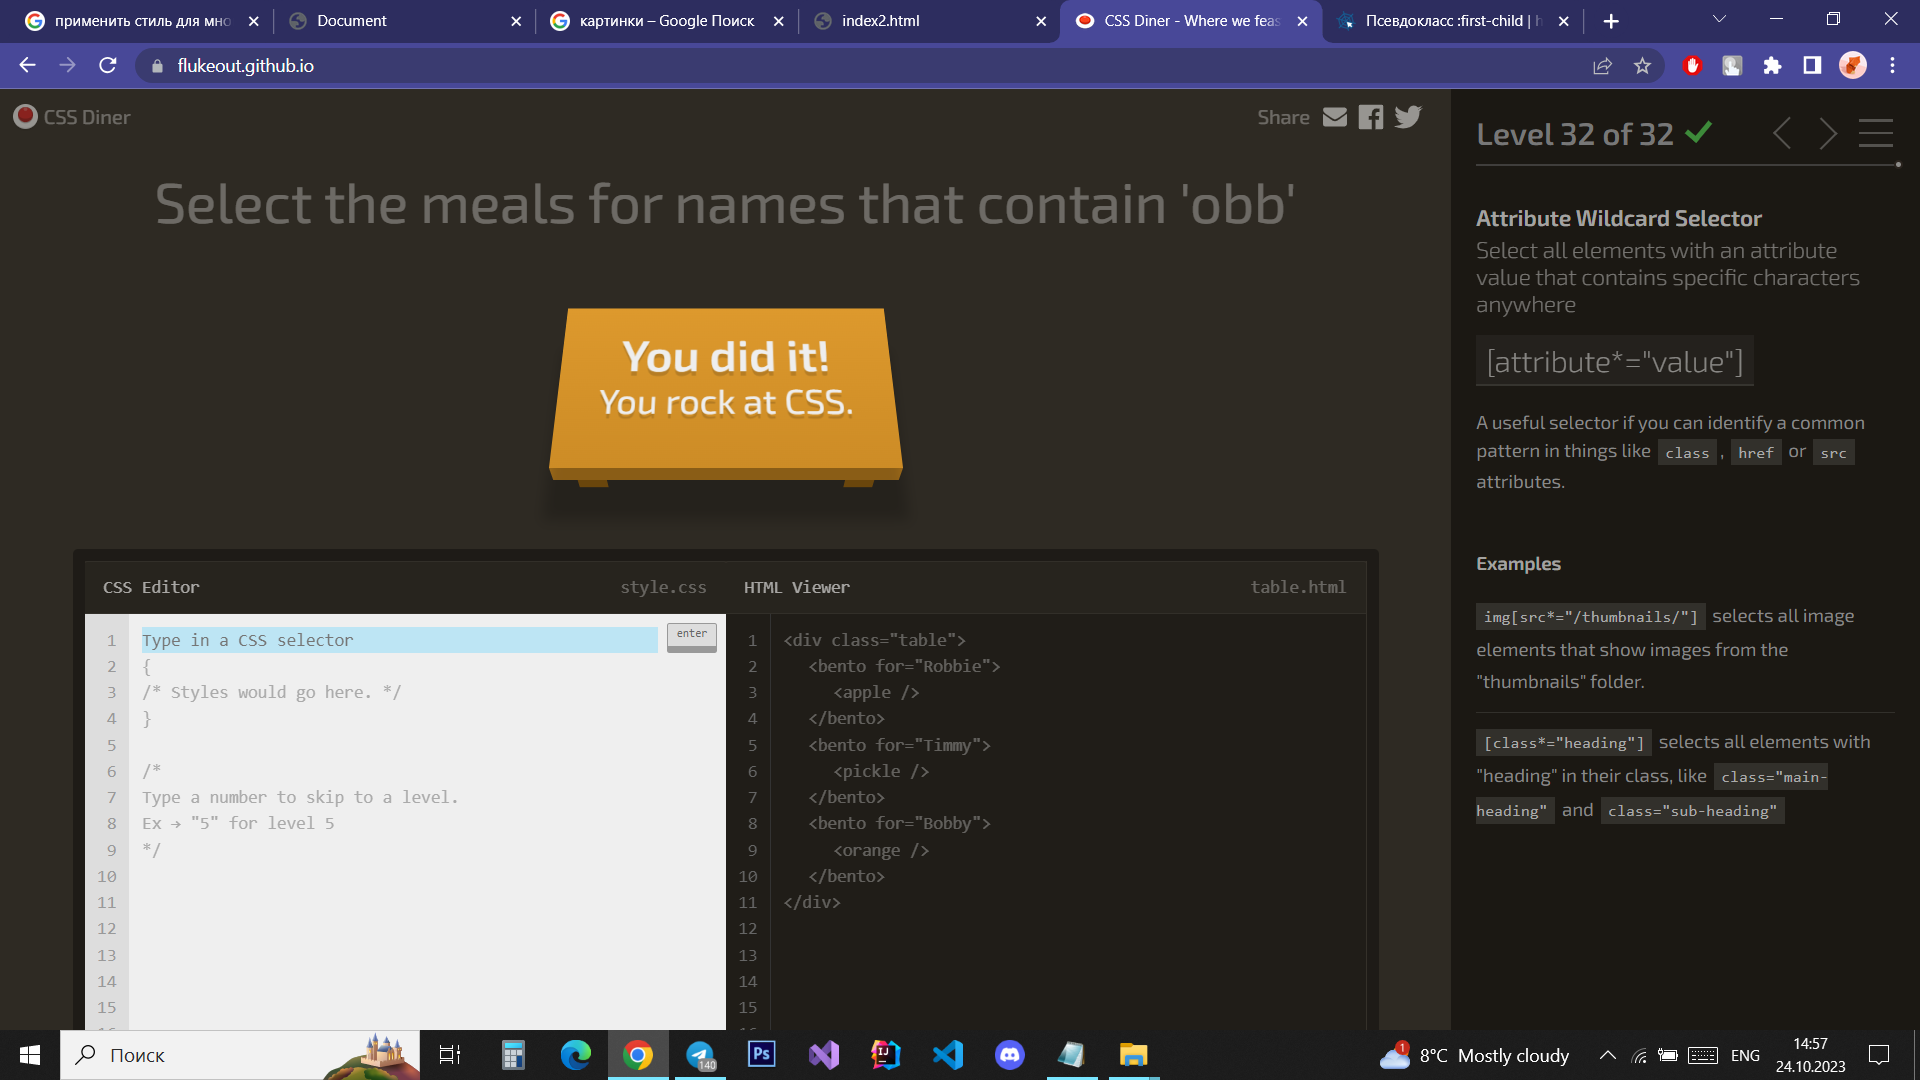 применить стиль для мно
Document
картинки – Google Поиск
index2.html
CSS Diner - Where we feas
Псевдокласс :first-child | h
flukeout.github.io
CSS Diner
Share
Select the meals for names that contain 'obb'
You did it!
You rock at CSS.
CSS Editor
style.css
HTML Viewer
table.html
1
2
3
4
5
6
7
8
9
10
11
12
13
14
15
Type in a CSS selector
enter
{
/* Styles would go here. */
}
/*
Type a number to skip to a level.
Ex → "5" for level 5
*/
1
2
3
4
5
6
7
8
9
10
11
12
13
14
15
<div class="table">
<bento for="Robbie">
<apple />
</bento>
<bento for="Timmy">
<pickle />
</bento>
<bento for="Bobby">
<orange />
</bento>
</div>
Level 32 of 32
Attribute Wildcard Selector
Select all elements with an attribute
value that contains specific characters
anywhere
[attribute*="value"]
A useful selector if you can identify a common
pattern in things like class , href or src
attributes.
Examples
img[src*="/thumbnails/"] selects all image
elements that show images from the
"thumbnails" folder.
[class*="heading"] selects all elements with
"heading" in their class, like class="main-
heading" and class="sub-heading"
Поиск
140
Ps
IJ
1
8°C Mostly cloudy
ENG
14:57
24.10.2023